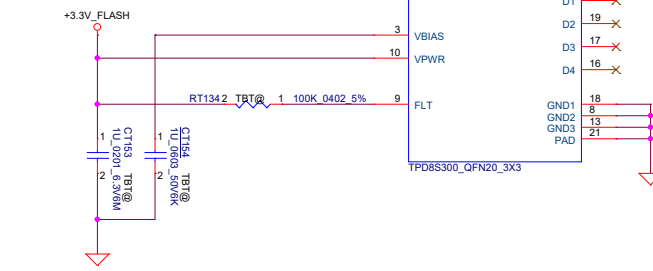 D1
+3.3V_FLASH
D2 19
3 VBIAS
D3 17
10 VPWR
D4 16
RT134 2 TBT@ 1 100K_0402_5% 9 FLT
GND1 18
GND2 8
GND3 13
PAD 21
1 CT153
1U_0201_6.3V6M
TBT@
2
1 CT154
1U_0603_50V6K
TBT@
2
TPD8S300_QFN20_3X3